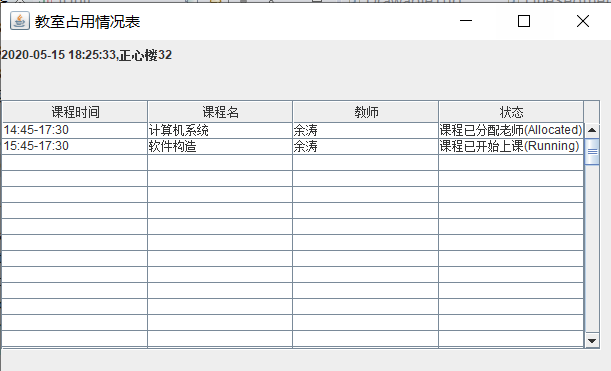 教室占用情况表
2020-05-15 18:25:33,正心楼32
课程时间 课程名 教师 状态
14:45-17:30 计算机系统 余涛 课程已分配老师(Allocated)
15:45-17:30 软件构造 余涛 课程已开始上课(Running)